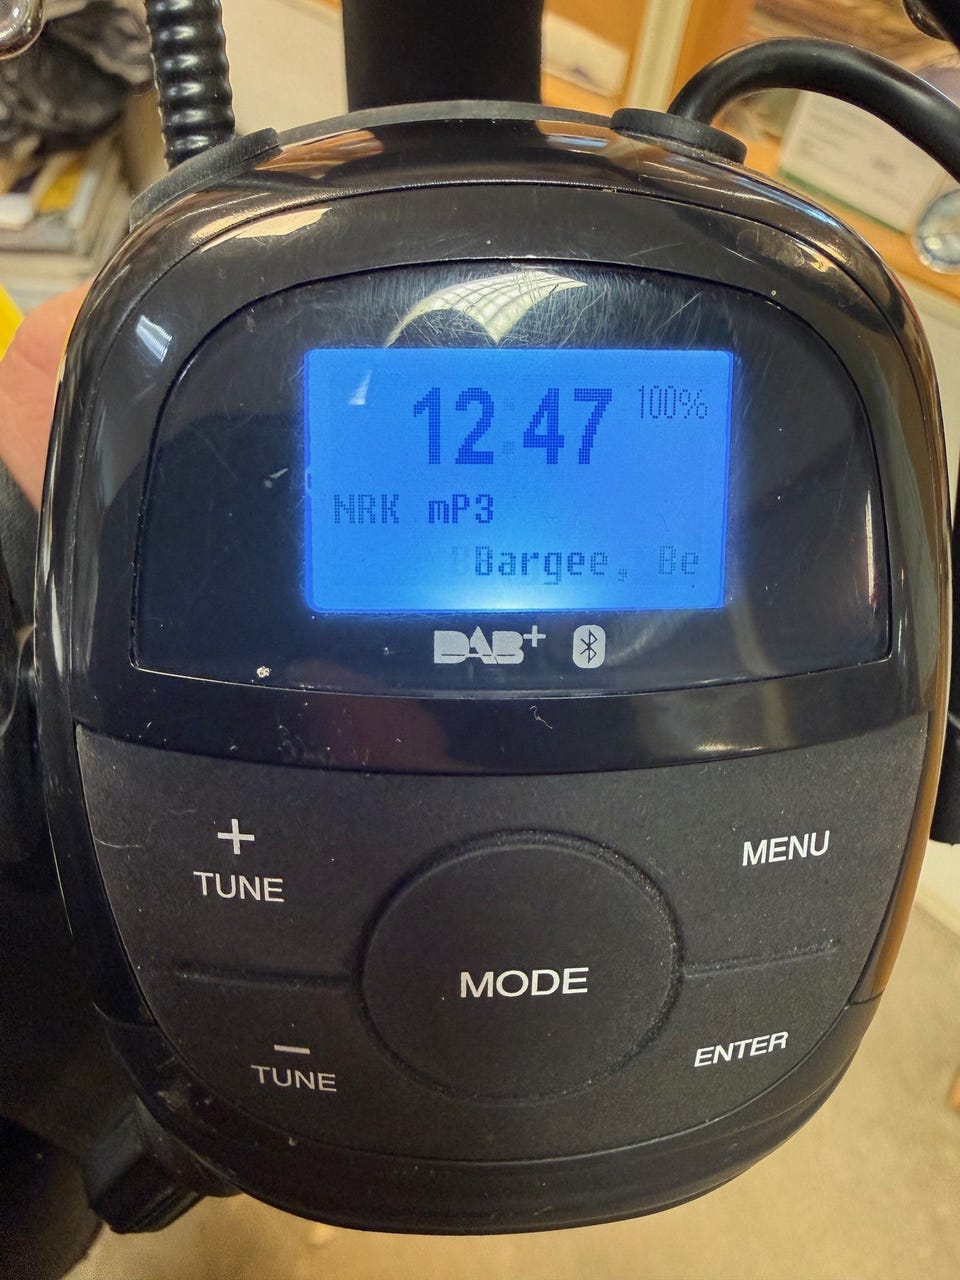 12:47 100%
NRK mP3
Bargee, Be
DAB+
+
TUNE
MENU
MODE
−
TUNE
ENTER